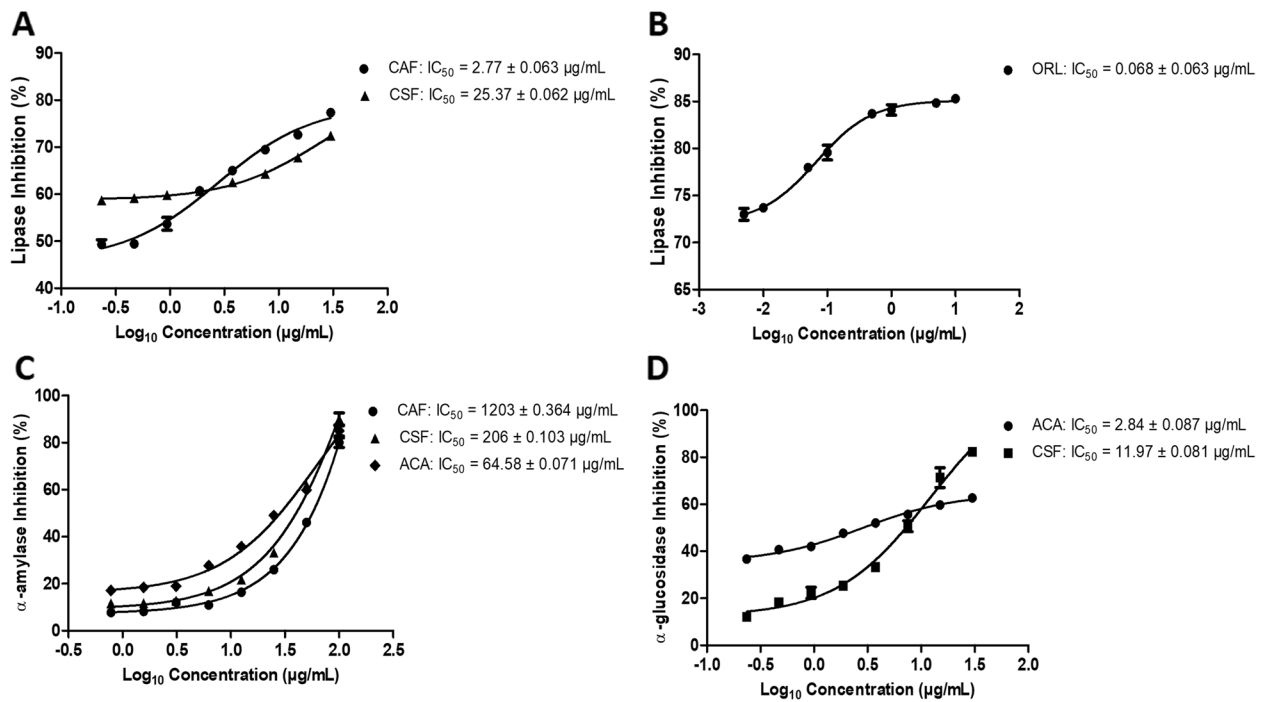 A
90
80
70
60
50
40
Lipase Inhibition (%)
-1.0 -0.5 0.0 0.5 1.0 1.5 2.0
Log10 Concentration (µg/mL)
CAF: IC50 = 2.77 ± 0.063 µg/mL
CSF: IC50 = 25.37 ± 0.062 µg/mL
B
90
85
80
75
70
65
Lipase Inhibition (%)
-3 -2 -1 0 1 2
Log10 Concentration (µg/mL)
ORL: IC50 = 0.068 ± 0.063 µg/mL
C
100
80
60
40
20
0
α-amylase Inhibition (%)
-0.5 0.0 0.5 1.0 1.5 2.0 2.5
Log10 Concentration (µg/mL)
CAF: IC50 = 1203 ± 0.364 µg/mL
CSF: IC50 = 206 ± 0.103 µg/mL
ACA: IC50 = 64.58 ± 0.071 µg/mL
D
100
80
60
40
20
0
α-glucosidase Inhibition (%)
-1.0 -0.5 0.0 0.5 1.0 1.5 2.0
Log10 Concentration (µg/mL)
ACA: IC50 = 2.84 ± 0.087 µg/mL
CSF: IC50 = 11.97 ± 0.081 µg/mL